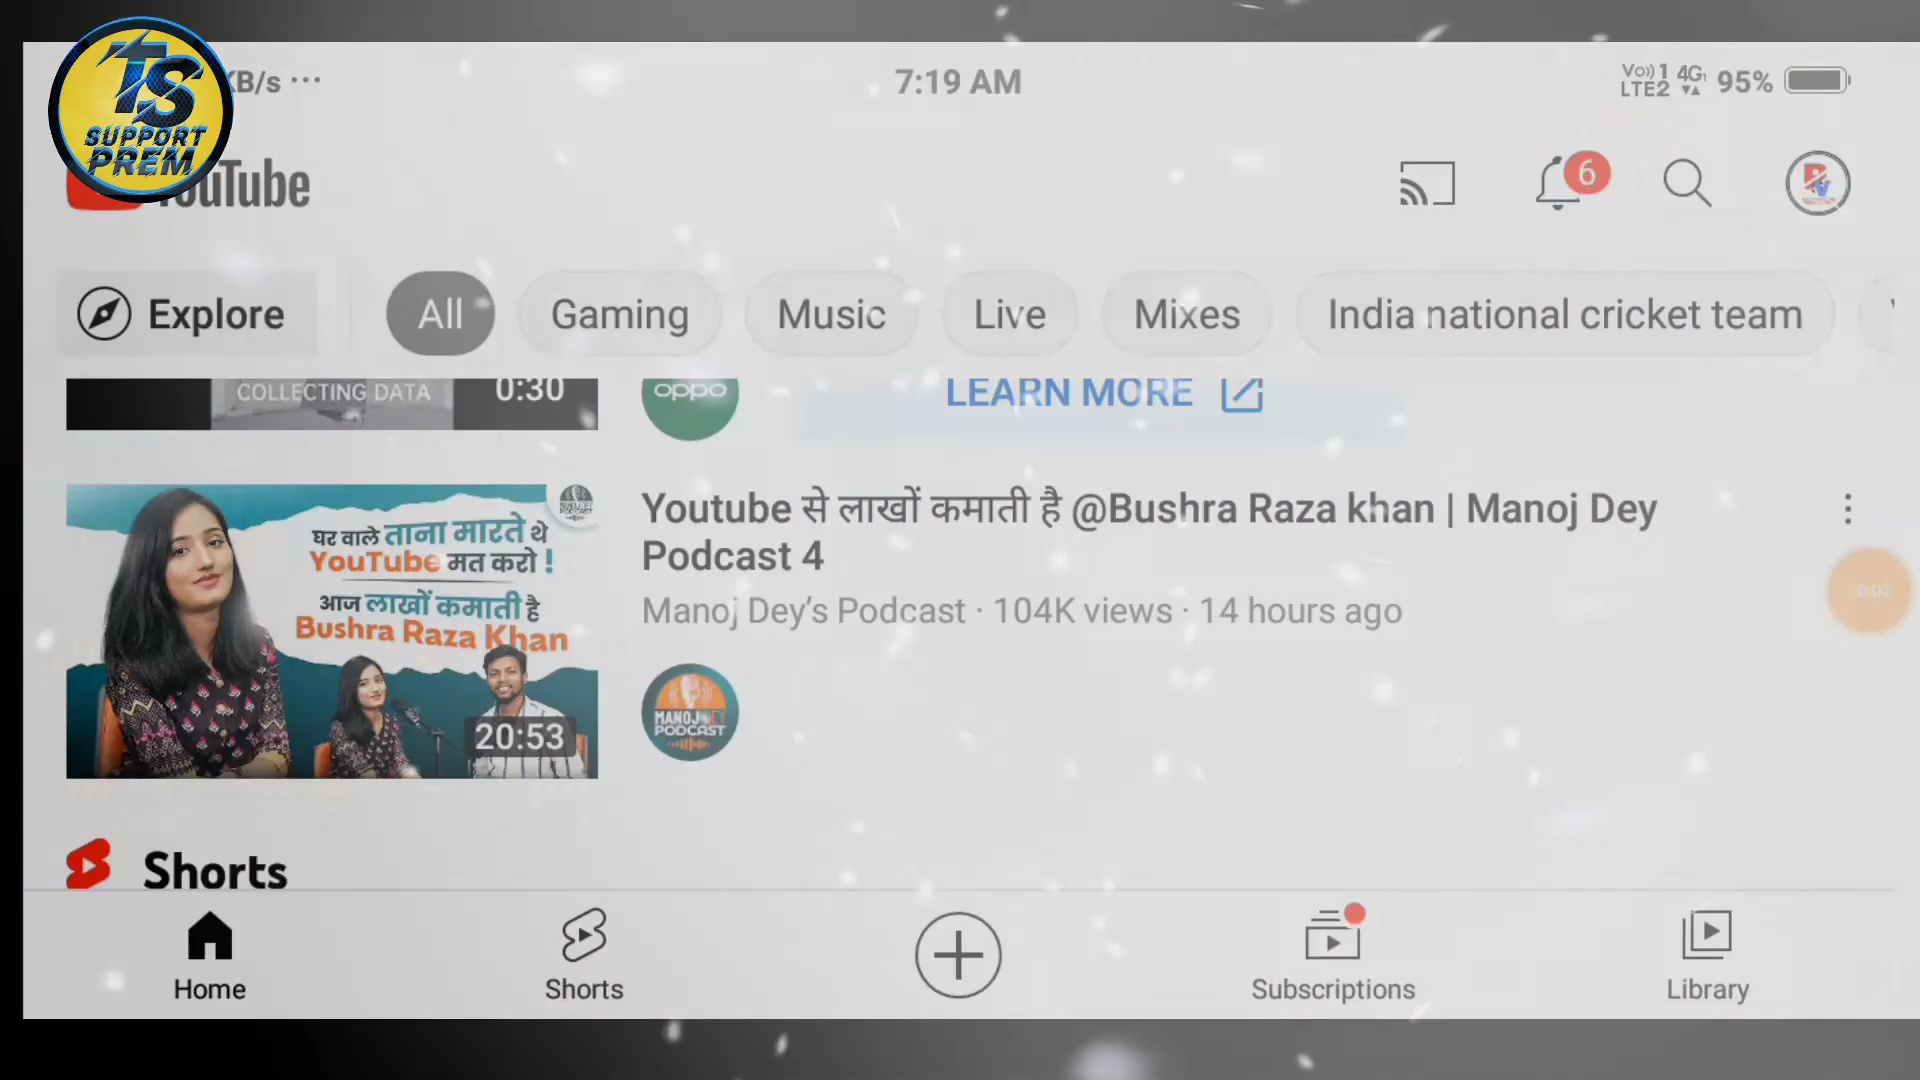 TS
SUPPORT
PREM
KB/s ...
7:19 AM
Vo)) 1 4G
LTE2
95%
YouTube
6
Explore
All
Gaming
Music
Live
Mixes
India national cricket team
COLLECTING DATA
0:30
oppo
LEARN MORE
घर वाले ताना मारते थे
YouTube मत करो !
आज लाखों कमाती है
Bushra Raza Khan
20:53
Youtube से लाखों कमाती है @Bushra Raza khan | Manoj Dey
Podcast 4
Manoj Dey's Podcast · 104K views · 14 hours ago
MANOJ DEY
PODCAST
Shorts
Home
Shorts
Subscriptions
Library